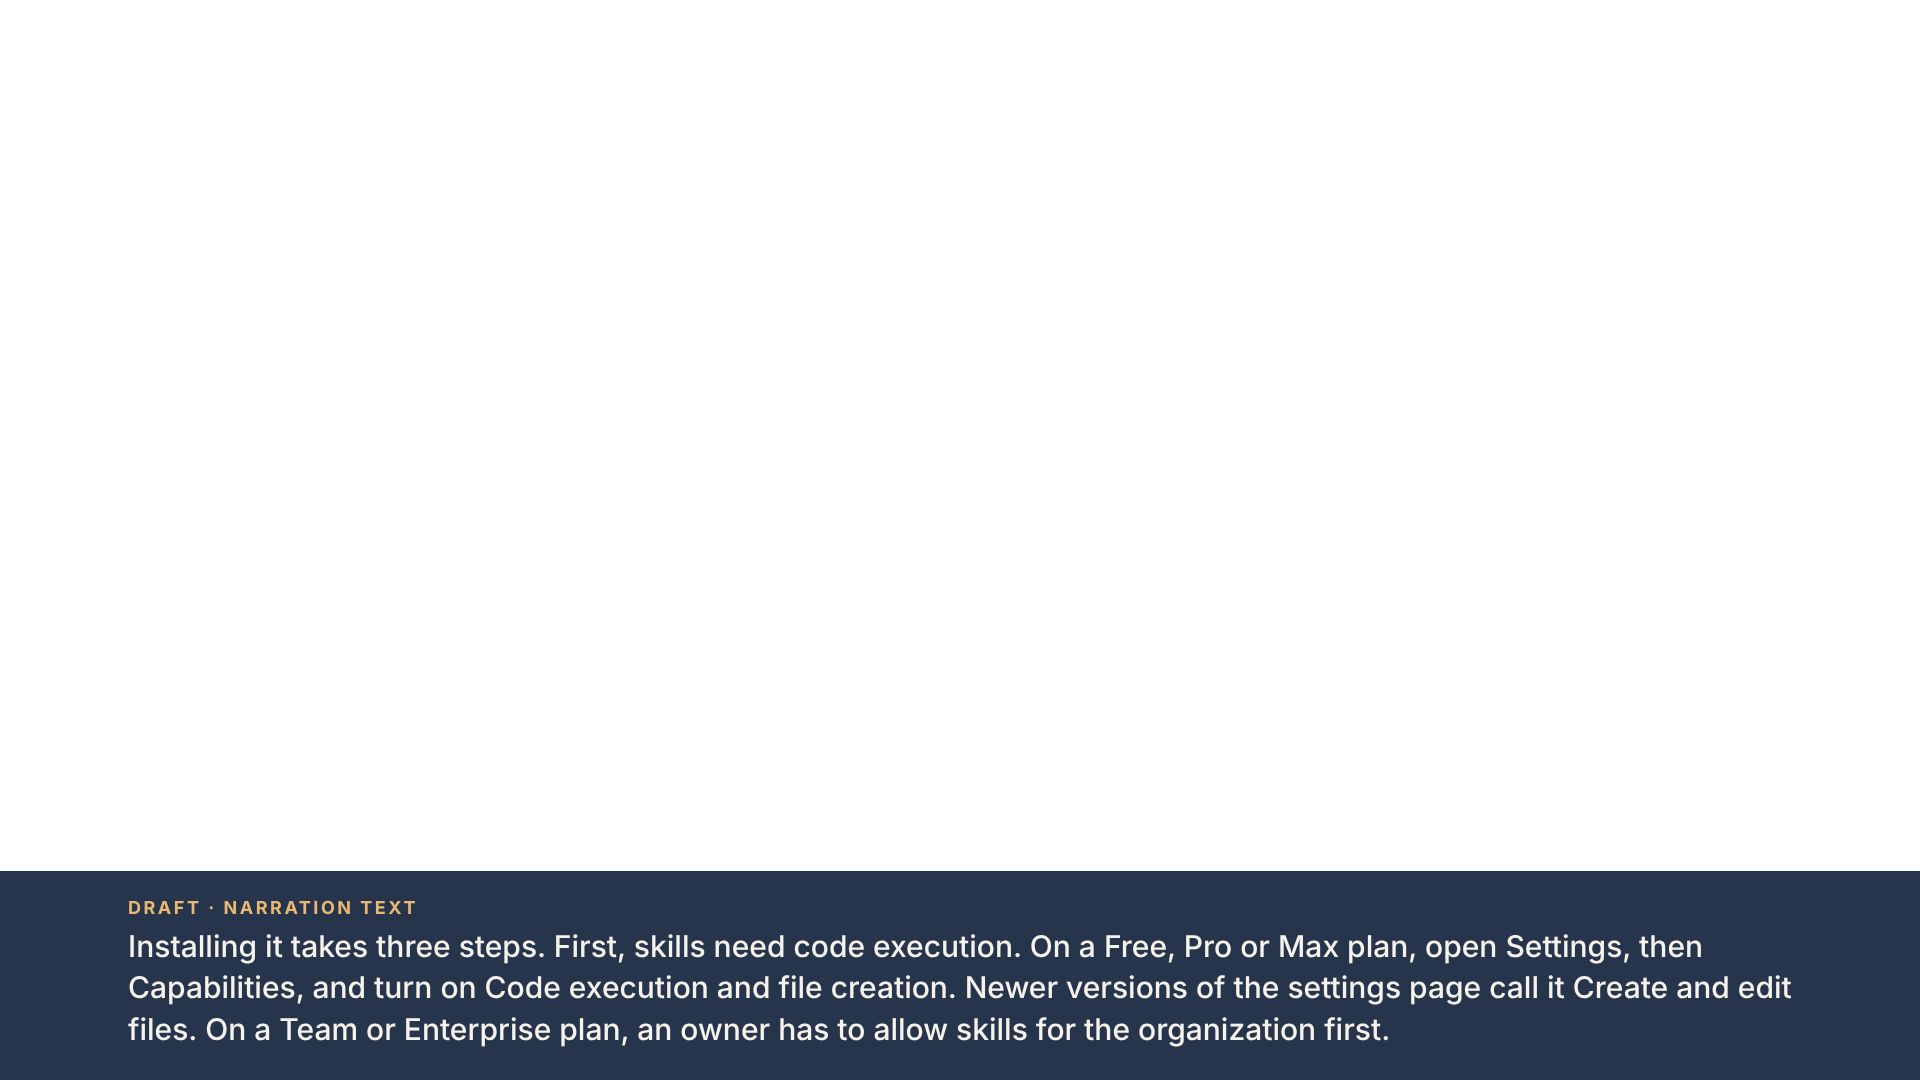 DRAFT · NARRATION TEXT
Installing it takes three steps. First, skills need code execution. On a Free, Pro or Max plan, open Settings, then
Capabilities, and turn on Code execution and file creation. Newer versions of the settings page call it Create and edit
files. On a Team or Enterprise plan, an owner has to allow skills for the organization first.